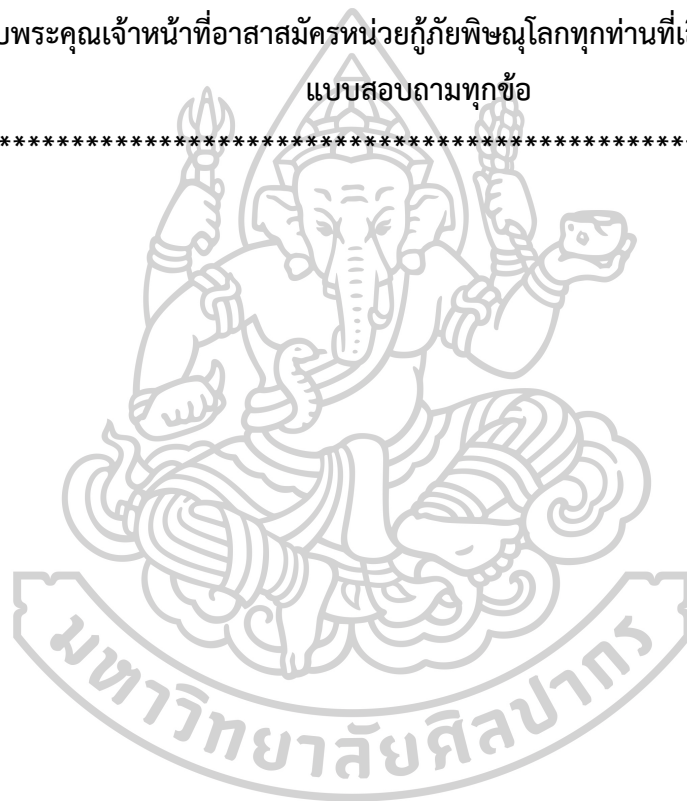 บพระคุณเจ้าหน้าที่อาสาสมัครหน่วยกู้ภัยพิษณุโลกทุกท่านที่
แบบสอบถามทุกข้อ
มหาวิทยาลัยศิลปากร